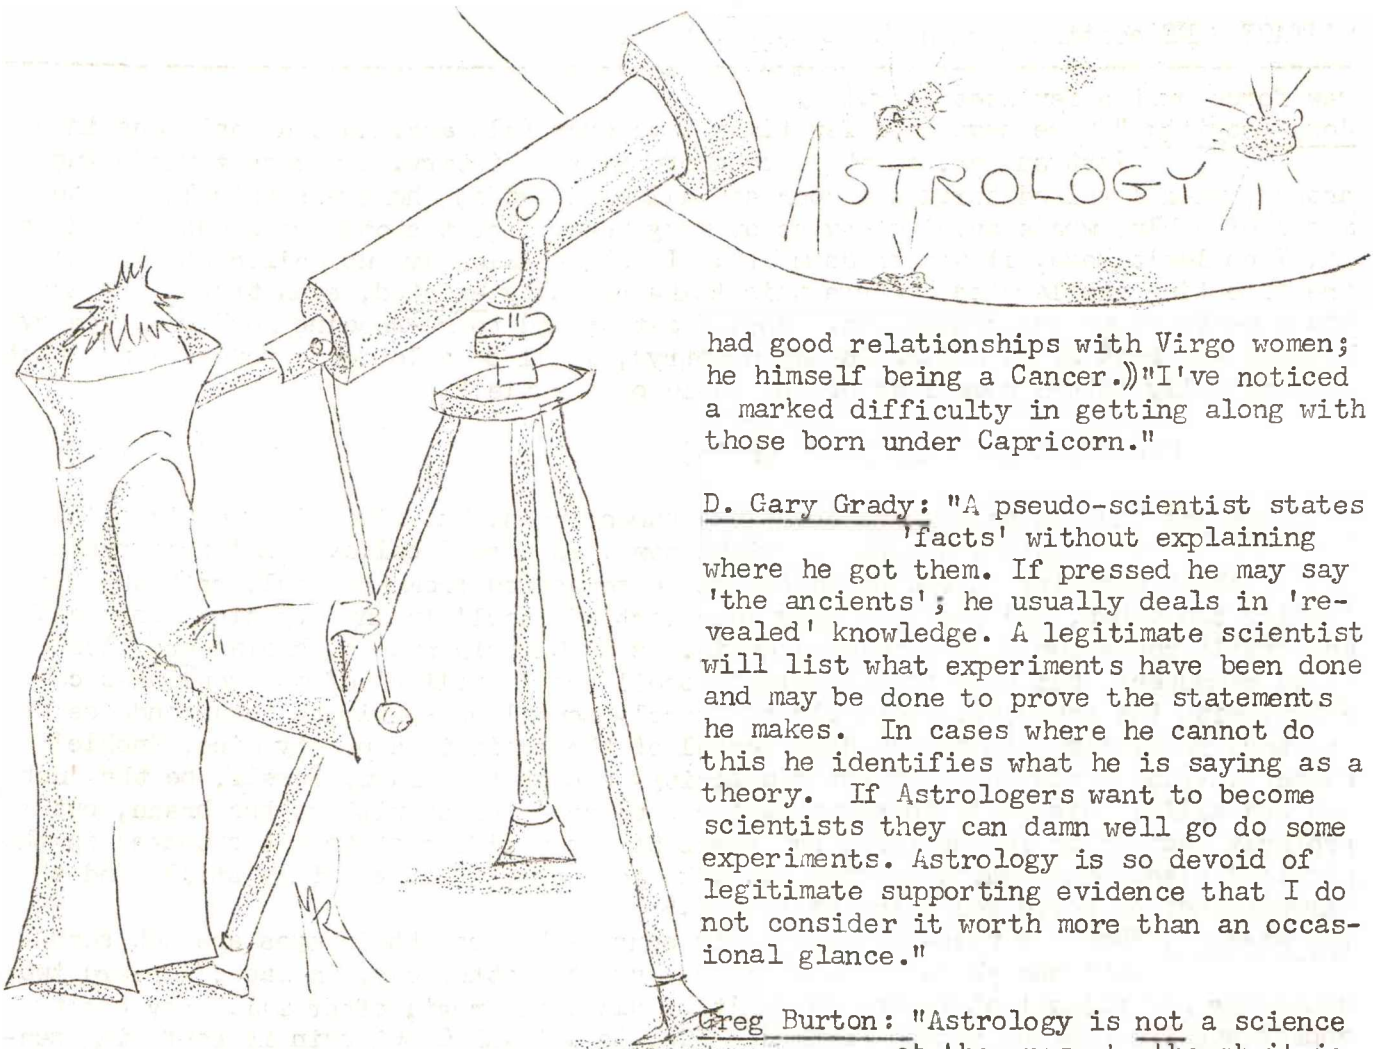 ASTROLOGY
had good relationships with Virgo women;
he himself being a Cancer.))"I've noticed
a marked difficulty in getting along with
those born under Capricorn."
D. Gary Grady: "A pseudo-scientist states
'facts' without explaining
where he got them. If pressed he may say
'the ancients'; he usually deals in 're-
vealed' knowledge. A legitimate scientist
will list what experiments have been done
and may be done to prove the statements
he makes.  In cases where he cannot do
this he identifies what he is saying as a
theory.  If Astrologers want to become
scientists they can damn well go do some
experiments. Astrology is so devoid of
legitimate supporting evidence that I do
not consider it worth more than an occas-
ional glance."
Greg Burton: "Astrology is not a science